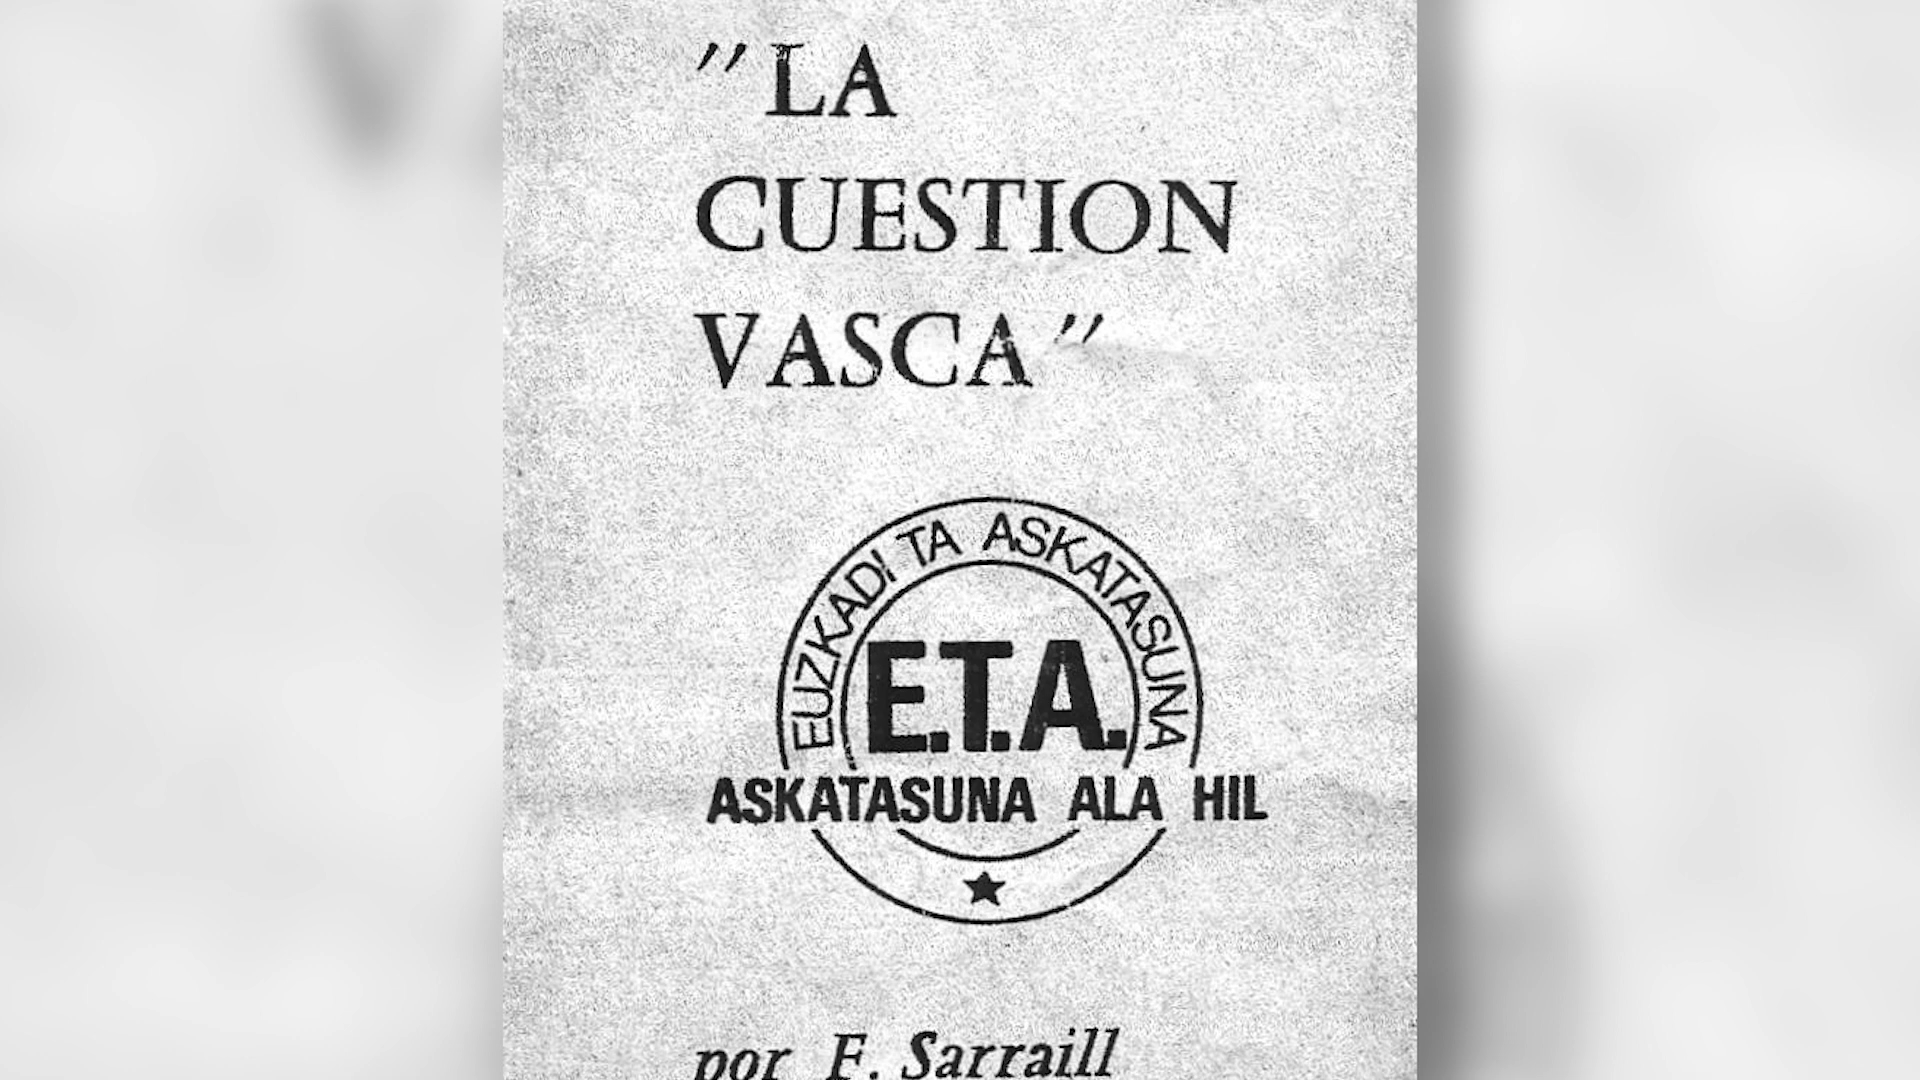 "LA
CUESTION
VASCA"
EUZKADI TA ASKATASUNA
E.T.A.
ASKATASUNA ALA HIL
por F. Sarraill